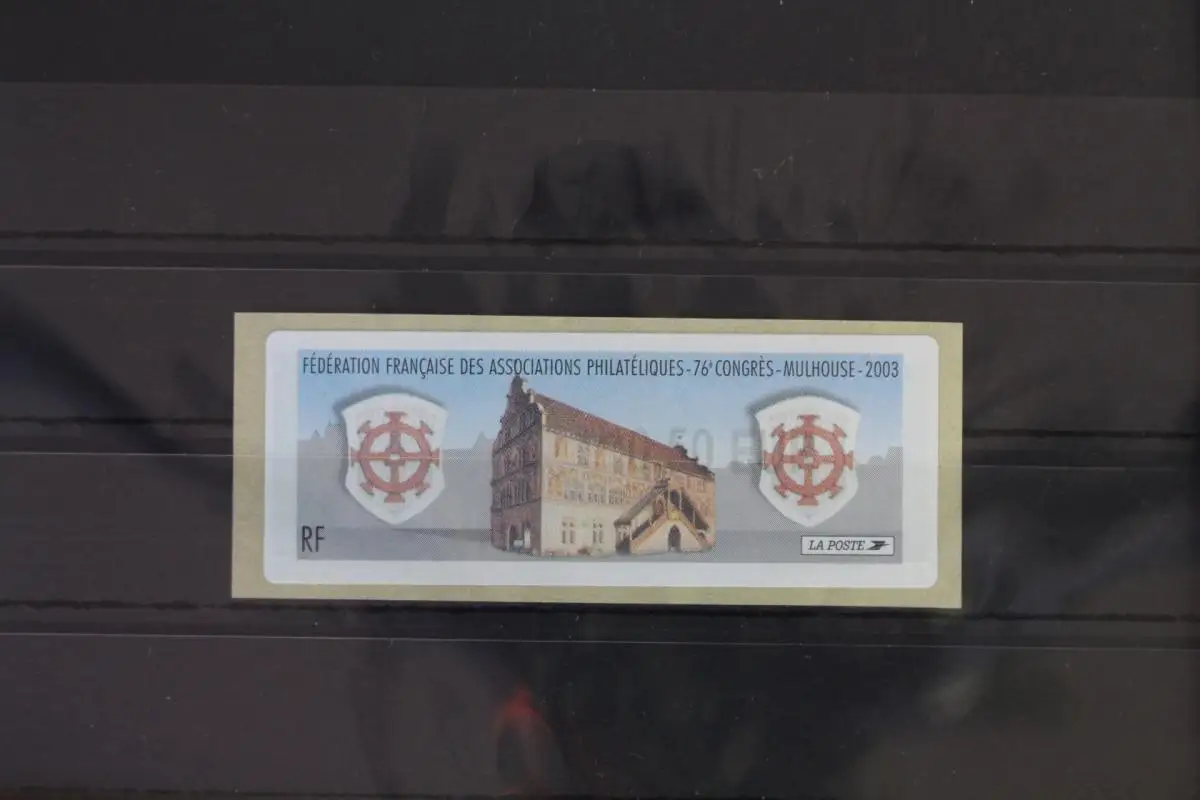 FÉDÉRATION FRANÇAISE DES ASSOCIATIONS PHILATÉLIQUES - 76e CONGRÈS - MULHOUSE - 2003
RF
LA POSTE